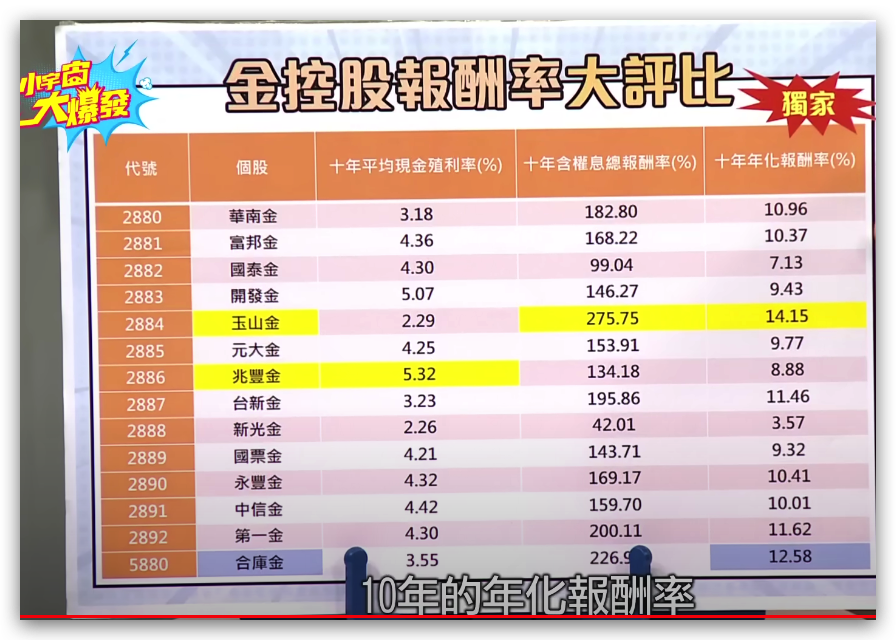 小宇宙
大爆發
金控股報酬率大評比
獨家
代號 個股 十年平均現金殖利率(%) 十年含權息總報酬率(%) 十年年化報酬率(%)
2880 華南金 3.18 182.80 10.96
2881 富邦金 4.36 168.22 10.37
2882 國泰金 4.30 99.04 7.13
2883 開發金 5.07 146.27 9.43
2884 玉山金 2.29 275.75 14.15
2885 元大金 4.25 153.91 9.77
2886 兆豐金 5.32 134.18 8.88
2887 台新金 3.23 195.86 11.46
2888 新光金 2.26 42.01 3.57
2889 國票金 4.21 143.71 9.32
2890 永豐金 4.32 169.17 10.41
2891 中信金 4.42 159.70 10.01
2892 第一金 4.30 200.11 11.62
5880 合庫金 3.55 226.9 12.58
10年的年化報酬率